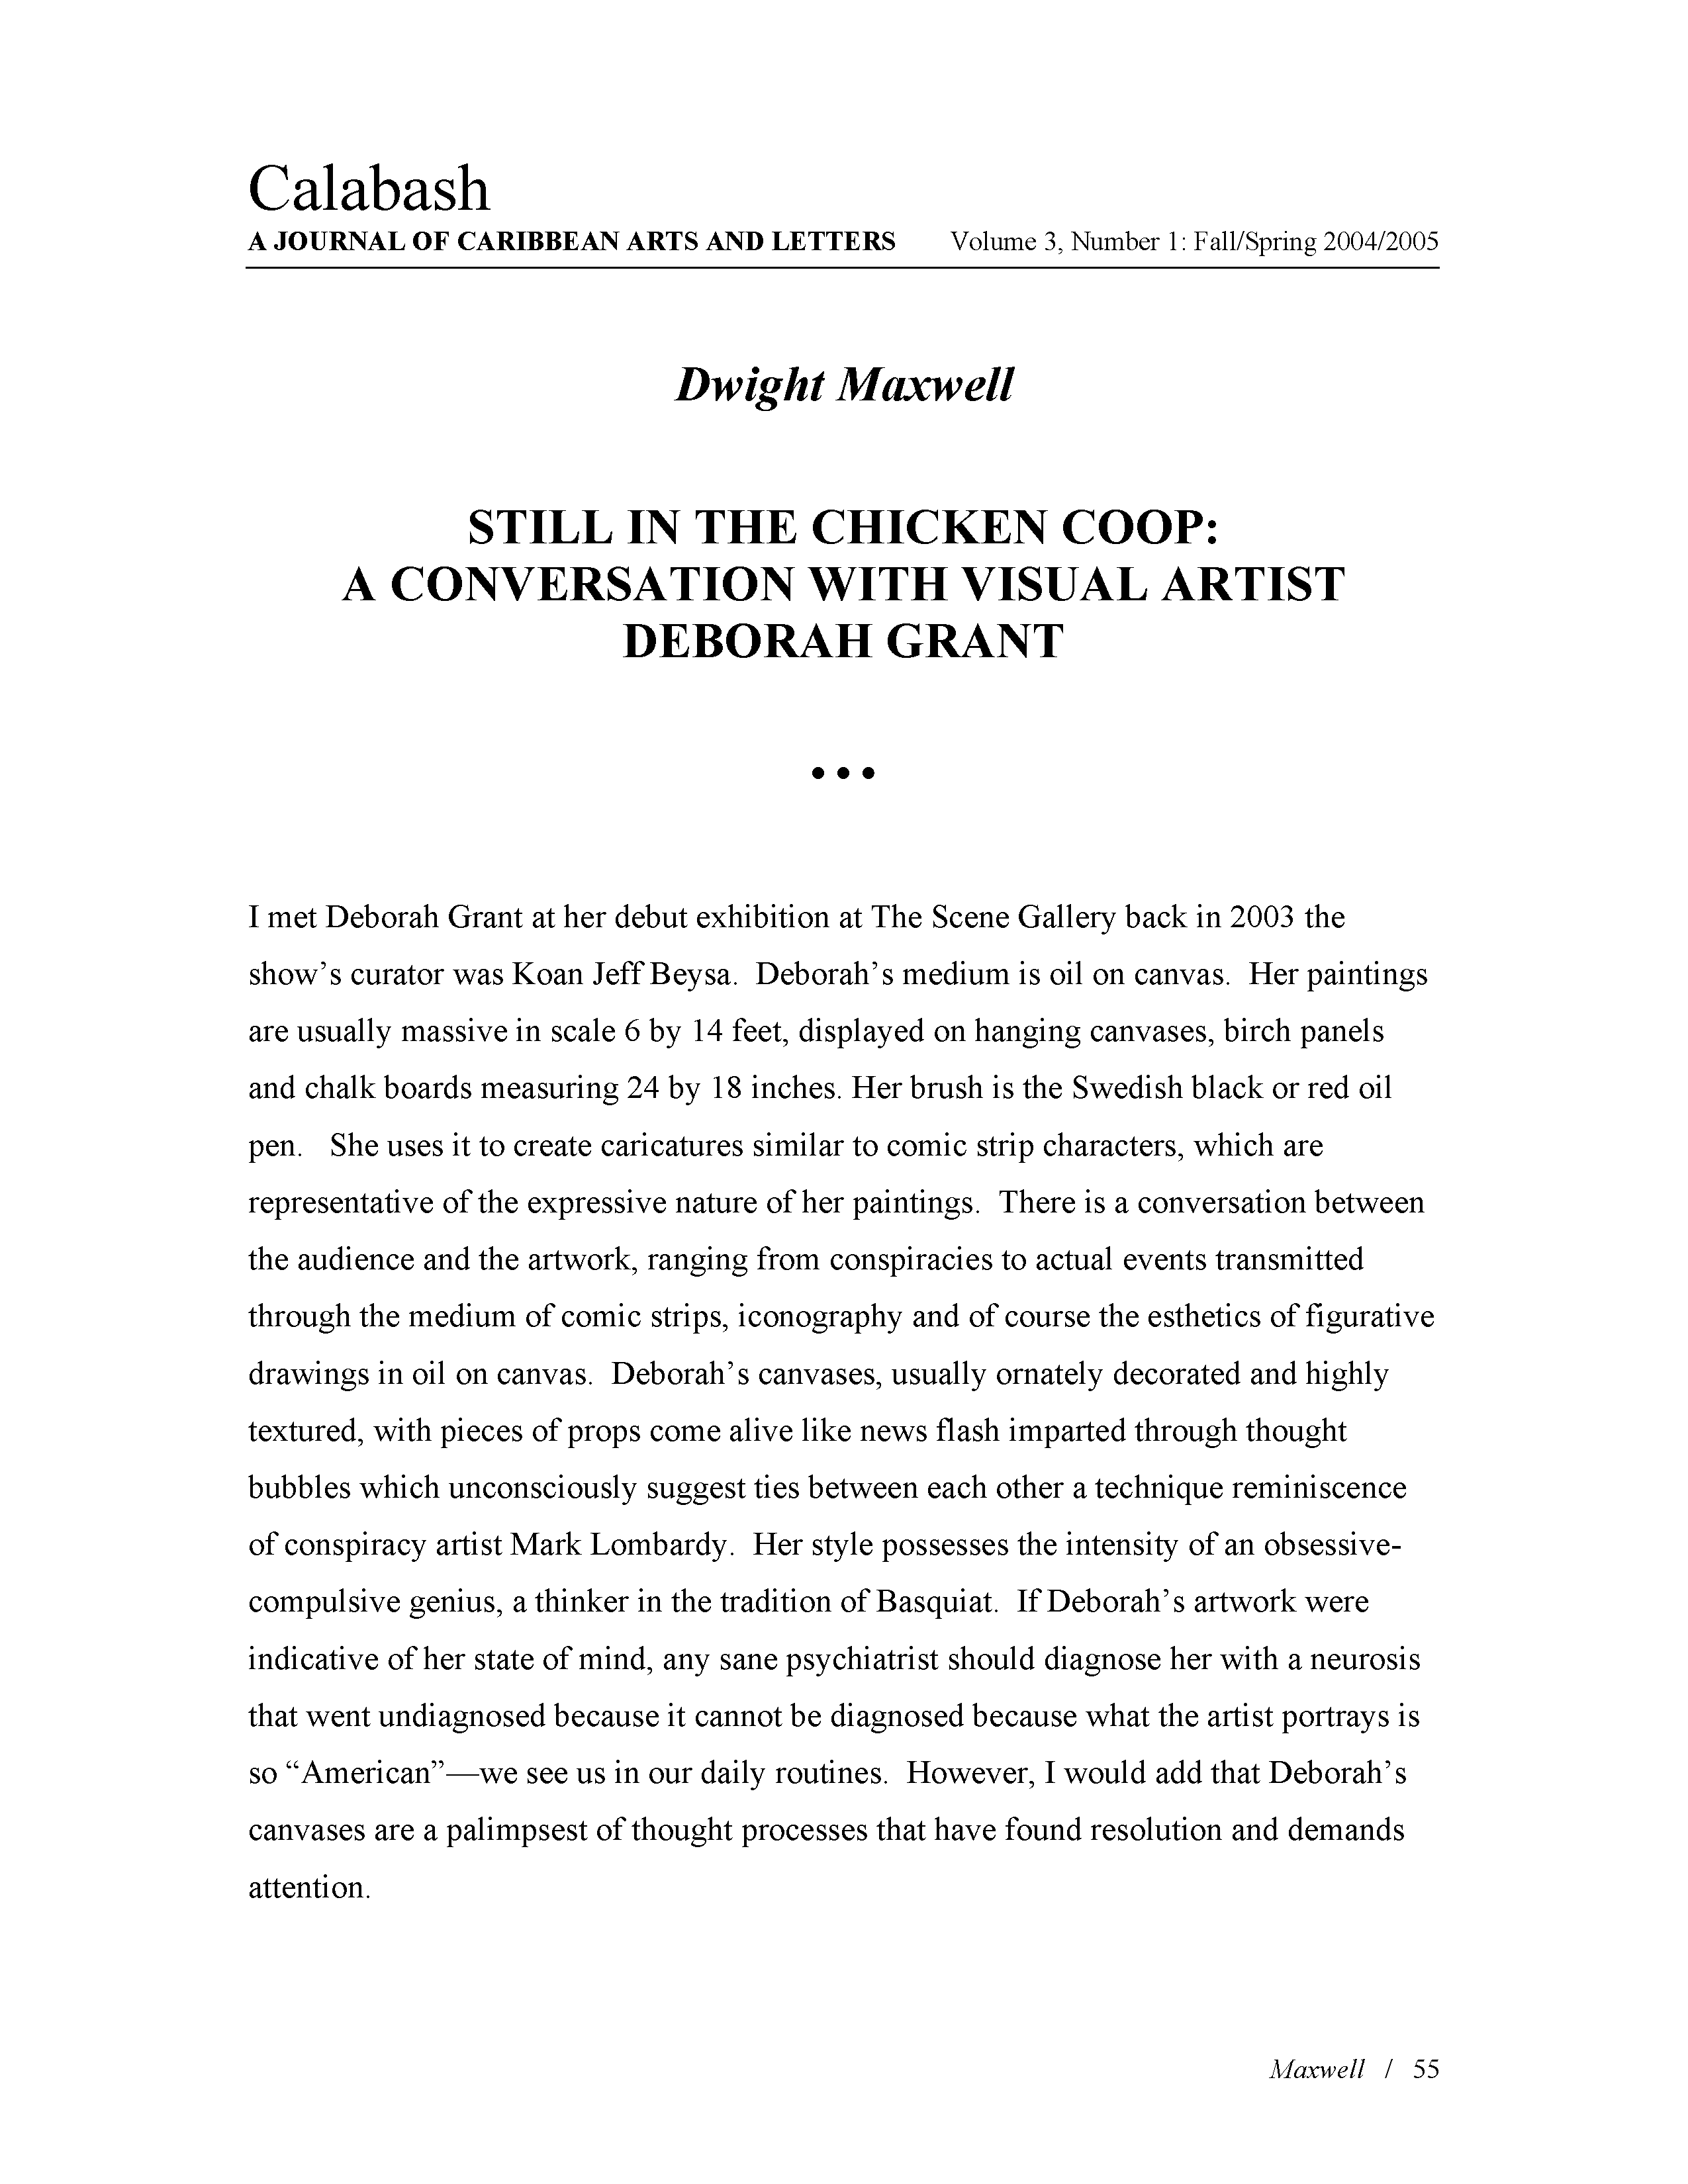 Calabash
A JOURNAL OF CARIBBEAN ARTS AND LETTERS Volume 3, Number 1: Fall/Spring 2004/2005
Dwight Maxwell
STILL IN THE CHICKEN COOP:
A CONVERSATION WITH VISUAL ARTIST
DEBORAH GRANT
• • •
I met Deborah Grant at her debut exhibition at The Scene Gallery back in 2003 the
show’s curator was Koan Jeff Beysa.  Deborah’s medium is oil on canvas.  Her paintings
are usually massive in scale 6 by 14 feet, displayed on hanging canvases, birch panels
and chalk boards measuring 24 by 18 inches. Her brush is the Swedish black or red oil
pen.   She uses it to create caricatures similar to comic strip characters, which are
representative of the expressive nature of her paintings.  There is a conversation between
the audience and the artwork, ranging from conspiracies to actual events transmitted
through the medium of comic strips, iconography and of course the esthetics of figurative
drawings in oil on canvas.  Deborah’s canvases, usually ornately decorated and highly
textured, with pieces of props come alive like news flash imparted through thought
bubbles which unconsciously suggest ties between each other a technique reminiscence
of conspiracy artist Mark Lombardy.  Her style possesses the intensity of an obsessive-
compulsive genius, a thinker in the tradition of Basquiat.  If Deborah’s artwork were
indicative of her state of mind, any sane psychiatrist should diagnose her with a neurosis
that went undiagnosed because it cannot be diagnosed because what the artist portrays is
so “American”—we see us in our daily routines.  However, I would add that Deborah’s
canvases are a palimpsest of thought processes that have found resolution and demands
attention.
Maxwell / 55